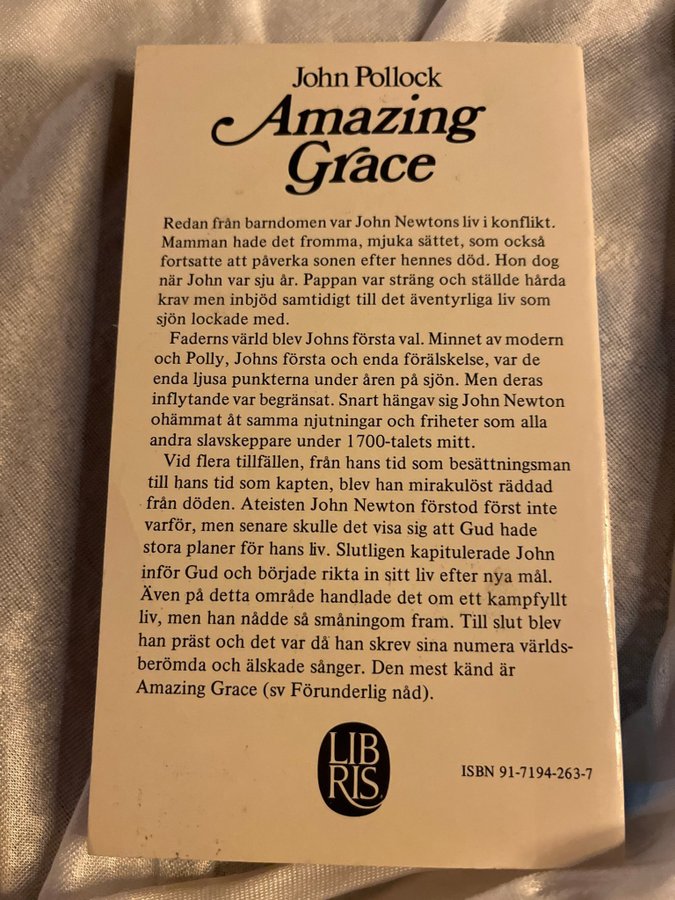 John Pollock
Amazing
Grace
Redan från barndomen var John Newtons liv i konflikt.
Mamman hade det fromma, mjuka sättet, som också
fortsatte att påverka sonen efter hennes död. Hon dog
när John var sju år. Pappan var sträng och ställde hårda
krav men inbjöd samtidigt till det äventyrliga liv som
sjön lockade med.
Faderns värld blev Johns första val. Minnet av modern
och Polly, Johns första och enda förälskelse, var de
enda ljusa punkterna under åren på sjön. Men deras
inflytande var begränsat. Snart hängav sig John Newton
ohämmat åt samma njutningar och friheter som alla
andra slavskeppare under 1700-talets mitt.
Vid flera tillfällen, från hans tid som besättningsman
till hans tid som kapten, blev han mirakulöst räddad
från döden. Ateisten John Newton förstod först inte
varför, men senare skulle det visa sig att Gud hade
stora planer för hans liv. Slutligen kapitulerade John
inför Gud och började rikta in sitt liv efter nya mål.
Även på detta område handlade det om ett kampfyllt
liv, men han nådde så småningom fram. Till slut blev
han präst och det var då han skrev sina numera världs-
berömda och älskade sånger. Den mest känd är
Amazing Grace (sv Förunderlig nåd).
LIB
RIS
ISBN 91-7194-263-7